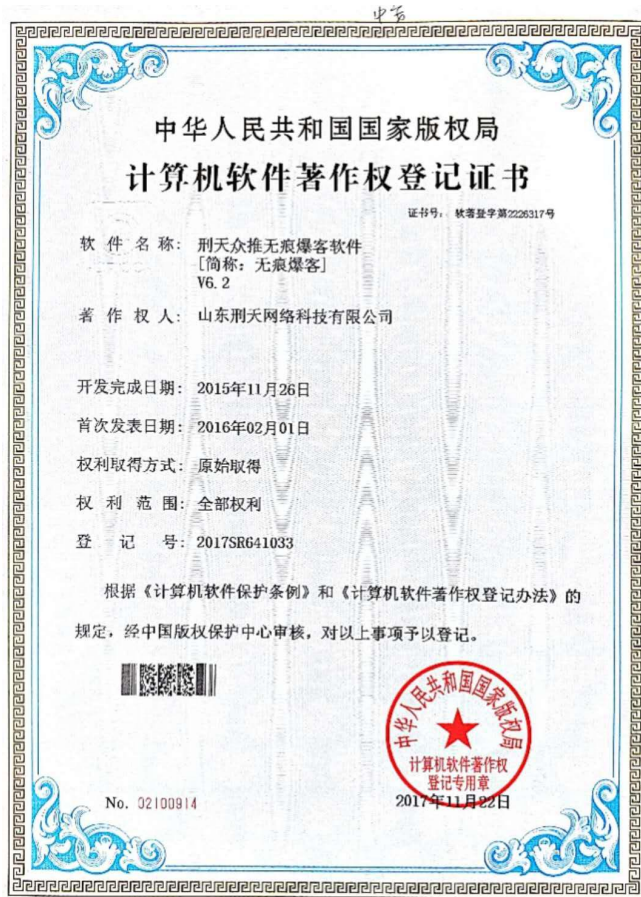 中华人民共和国国家版权局
计算机软件著作权登记证书
证书号： 软著登字第2226317号
软件名称： 刑天众推无痕爆客软件
[简称：无痕爆客]
V6.2
著作权人： 山东刑天网络科技有限公司
开发完成日期： 2015年11月26日
首次发表日期： 2016年02月01日
权利取得方式： 原始取得
权利范围： 全部权利
登记号： 2017SR641033
根据《计算机软件保护条例》和《计算机软件著作权登记办法》的
规定，经中国版权保护中心审核，对以上事项予以登记。
中华人民共和国国家版权局
计算机软件著作权
登记专用章
No. 02100914
2017年11月22日